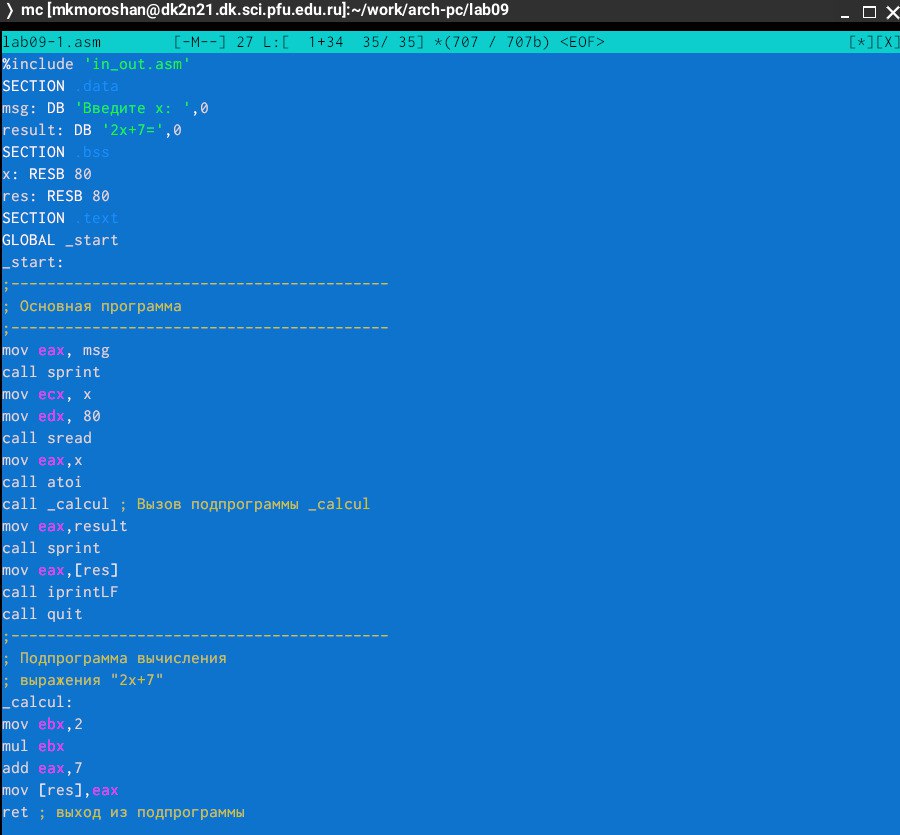 ) mc [mkmoroshan@dk2n21.dk.sci.pfu.edu.ru]:~/work/arch-pc/lab09
lab09-1.asm [-M--] 27 L:[ 1+34 35/ 35] *(707 / 707b) <EOF> [*][X]
%include 'in_out.asm'
SECTION .data
msg: DB 'Введите x: ',0
result: DB '2x+7=',0
SECTION .bss
x: RESB 80
res: RESB 80
SECTION .text
GLOBAL _start
_start:
;------------------------------------------
; Основная программа
;------------------------------------------
mov eax, msg
call sprint
mov ecx, x
mov edx, 80
call sread
mov eax,x
call atoi
call _calcul ; Вызов подпрограммы _calcul
mov eax,result
call sprint
mov eax,[res]
call iprintLF
call quit
;------------------------------------------
; Подпрограмма вычисления
; выражения "2x+7"
_calcul:
mov ebx,2
mul ebx
add eax,7
mov [res],eax
ret ; выход из подпрограммы